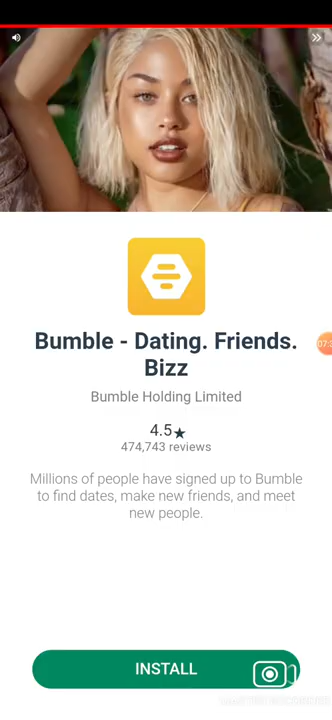 Bumble - Dating. Friends.
Bizz
Bumble Holding Limited
4.5★
474,743 reviews
Millions of people have signed up to Bumble
to find dates, make new friends, and meet
new people.
INSTALL